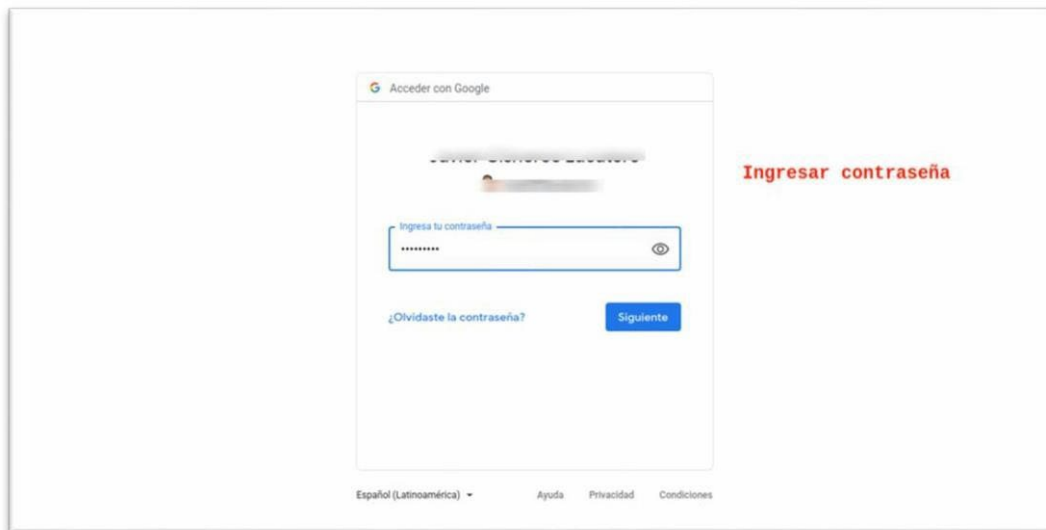 Acceder con Google
Ingresar contraseña
Ingresa tu contraseña
•••••••••
¿Olvidaste la contraseña?
Siguiente
Español (Latinoamérica)
Ayuda Privacidad Condiciones